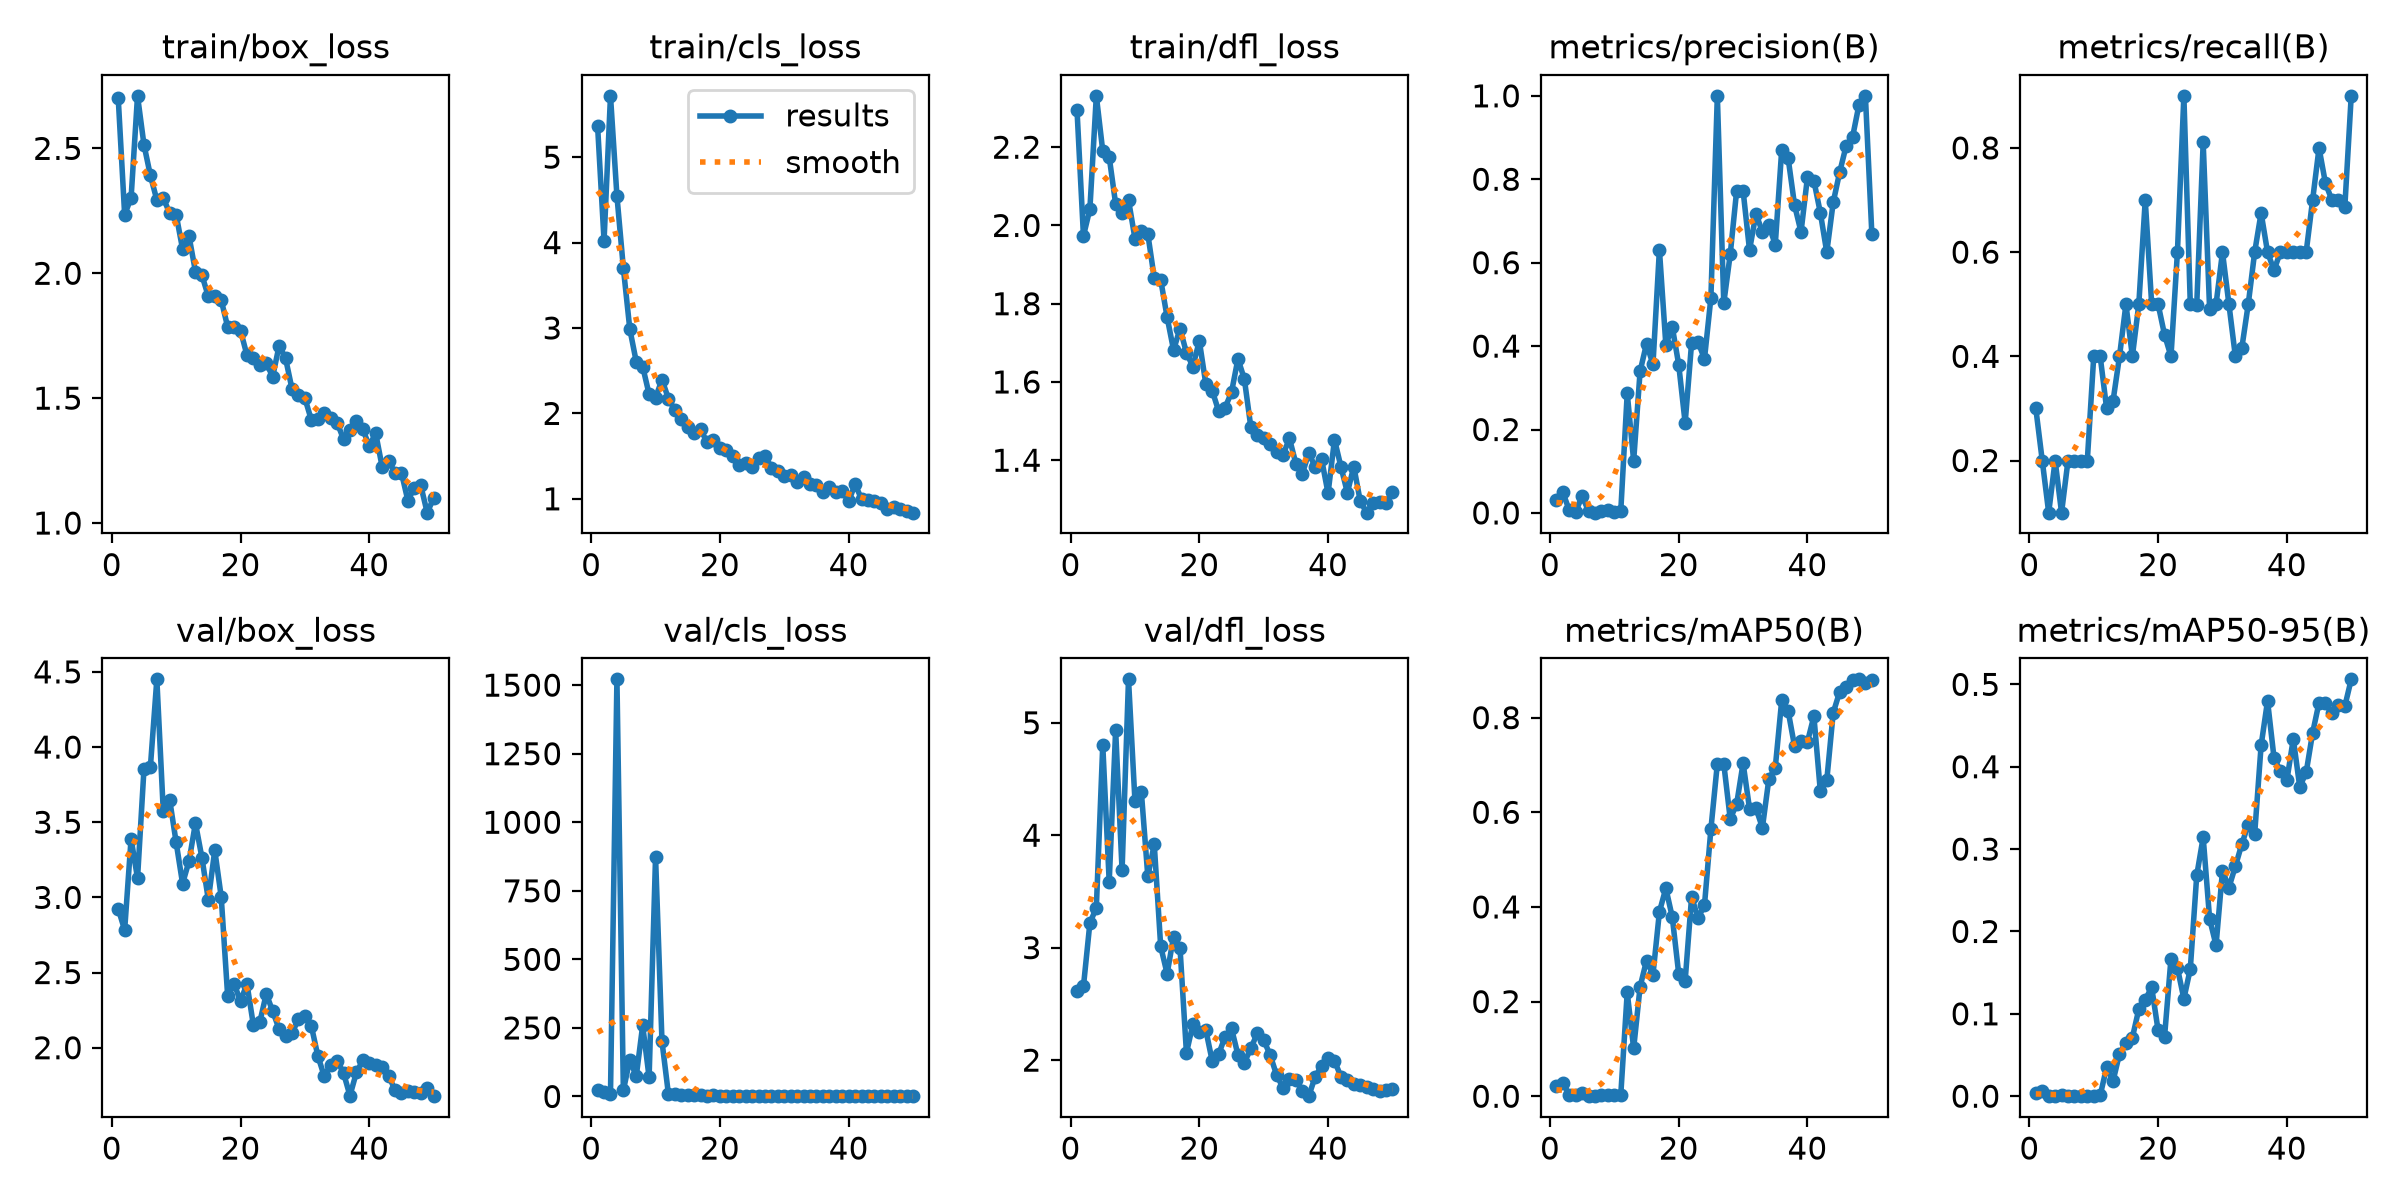 train/box_loss
train/cls_loss
train/dfl_loss
metrics/precision(B)
metrics/recall(B)
2.5
2.0
1.5
1.0
0 20 40
results
smooth
5
4
3
2
1
0 20 40
2.2
2.0
1.8
1.6
1.4
0 20 40
1.0
0.8
0.6
0.4
0.2
0.0
0 20 40
0.8
0.6
0.4
0.2
0 20 40
val/box_loss
val/cls_loss
val/dfl_loss
metrics/mAP50(B)
metrics/mAP50-95(B)
4.5
4.0
3.5
3.0
2.5
2.0
0 20 40
1500
1250
1000
750
500
250
0
0 20 40
5
4
3
2
0 20 40
0.8
0.6
0.4
0.2
0.0
0 20 40
0.5
0.4
0.3
0.2
0.1
0.0
0 20 40